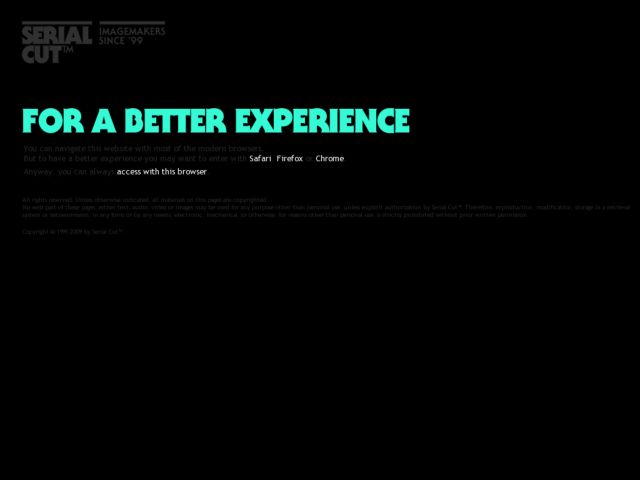 SERIAL CUT™
IMAGEMAKERS
SINCE '99
FOR A BETTER EXPERIENCE
You can navigate this website with most of the modern browsers.
But to have a better experience you may want to enter with Safari, Firefox or Chrome.
Anyway, you can always access with this browser.
All rights reserved. Unless otherwise indicated, all materials on this pages are copyrighted.
No web part of these pages, either text, audio, video or images may be used for any purpose other than personal use, unless explicit authorization by Serial Cut™. Therefore, reproduction, modification, storage in a retrieval
system or retransmission, in any form or by any means, electronic, mechanical, or otherwise, for reasons other than personal use, is strictly prohibited without prior written permission.
Copyright © 1999-2009 by Serial Cut™